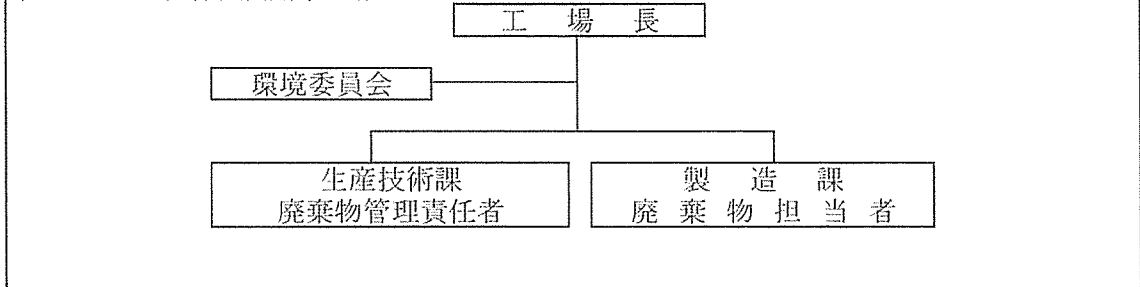 工場長
環境委員会
生産技術課
廃棄物管理責任者
製造課
廃棄物担当者